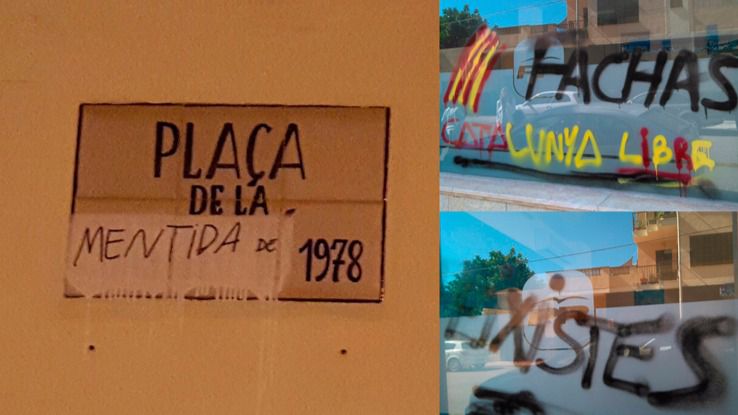 PLAÇA
DE LA
MENTIDA DE 1978
FACHAS
CATALUNYA LIBRE